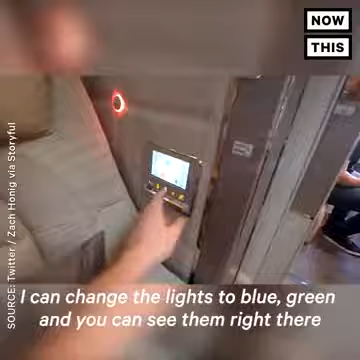 NOW
THIS
SOURCE: Twitter / Zach Honig via Storyful
I can change the lights to blue, green
and you can see them right there